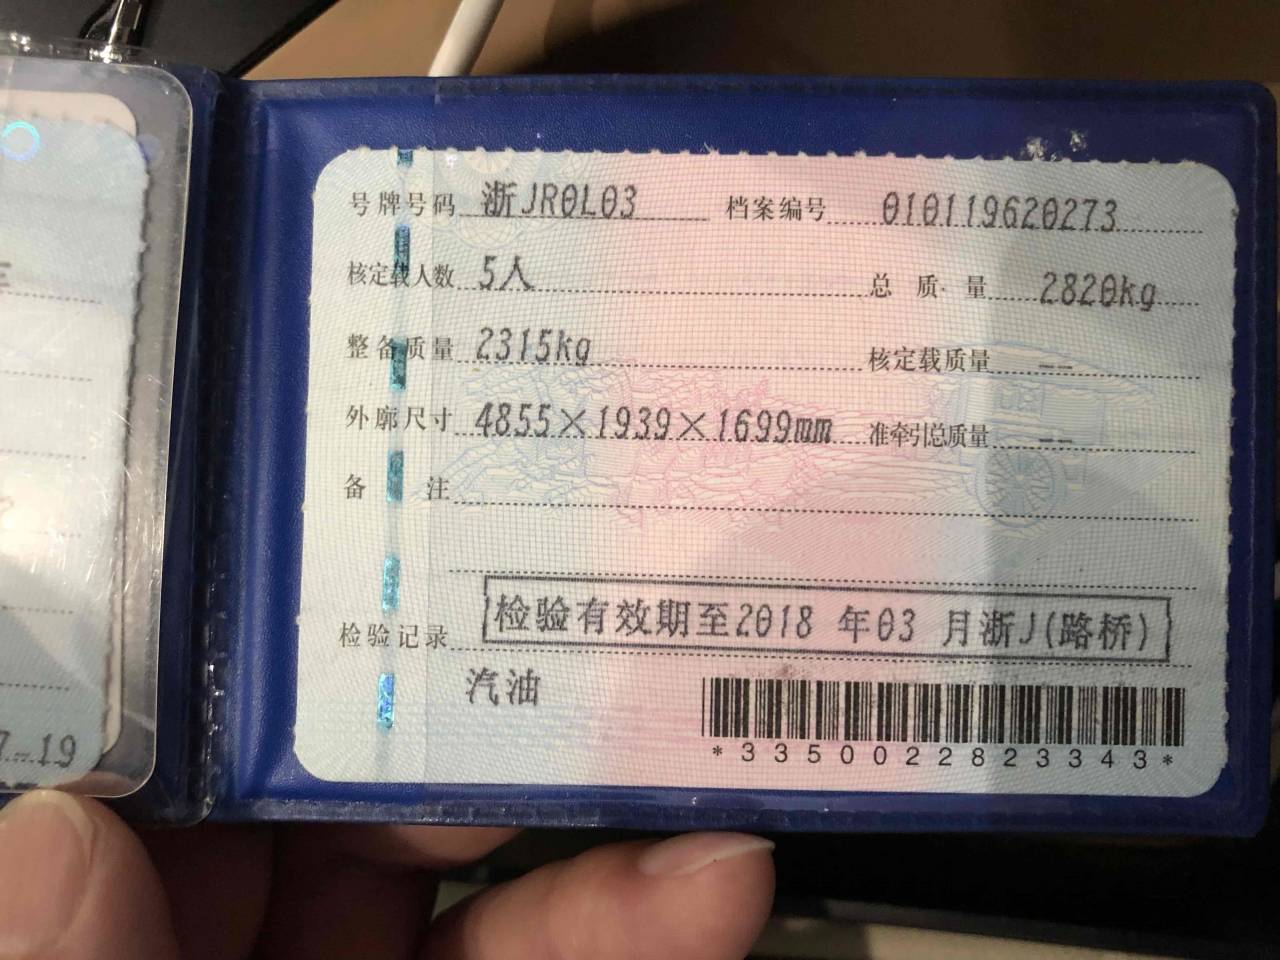 号牌号码 浙JR0L03 档案编号 010119620273
核定载人数 5人 总质量 2820kg
整备质量 2315kg 核定载质量 --
外廓尺寸 4855×1939×1699mm 准牵引总质量 --
备注
检验记录 检验有效期至2018 年03 月浙J(路桥)
汽油
*3350022823343*
7-19